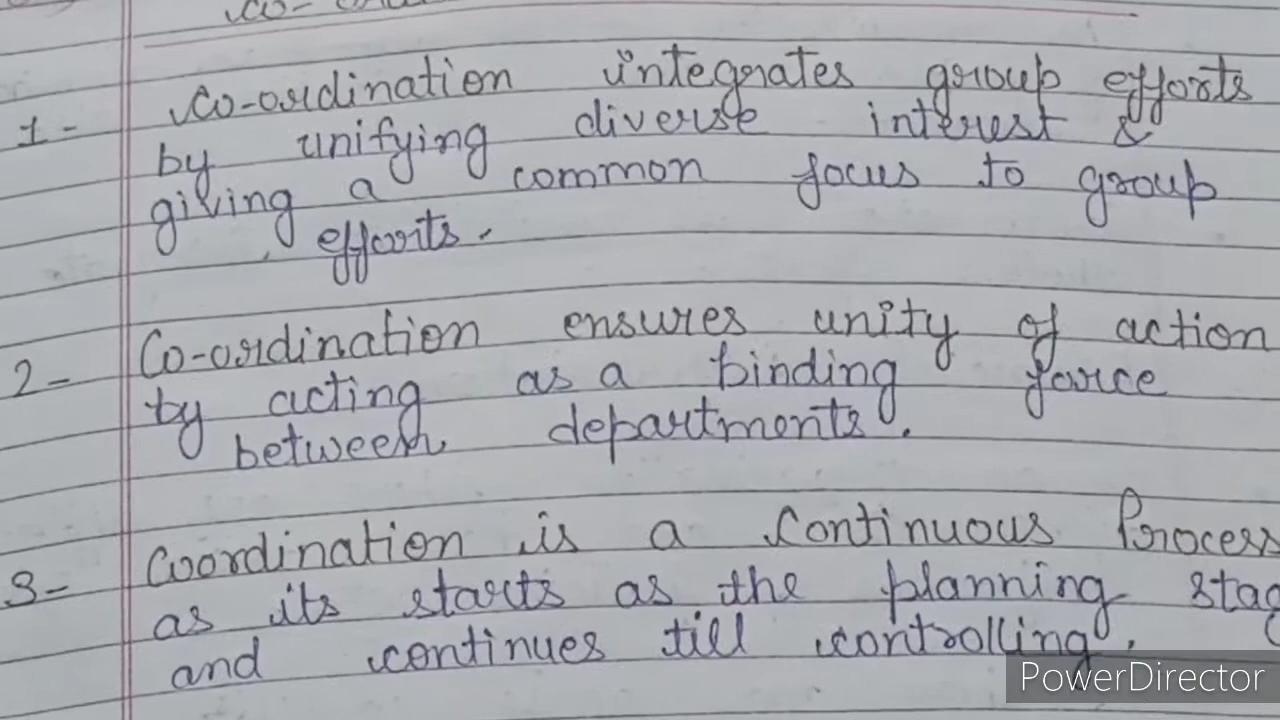 1- Co-ordination integrates group efforts
by unifying diverse interest &
giving a common focus to group
efforts.
2- Co-ordination ensures unity of action
by acting as a binding force
between departments.
3- Coordination is a Continuous Process
as its starts as the planning stag
and continues till controlling.
PowerDirector